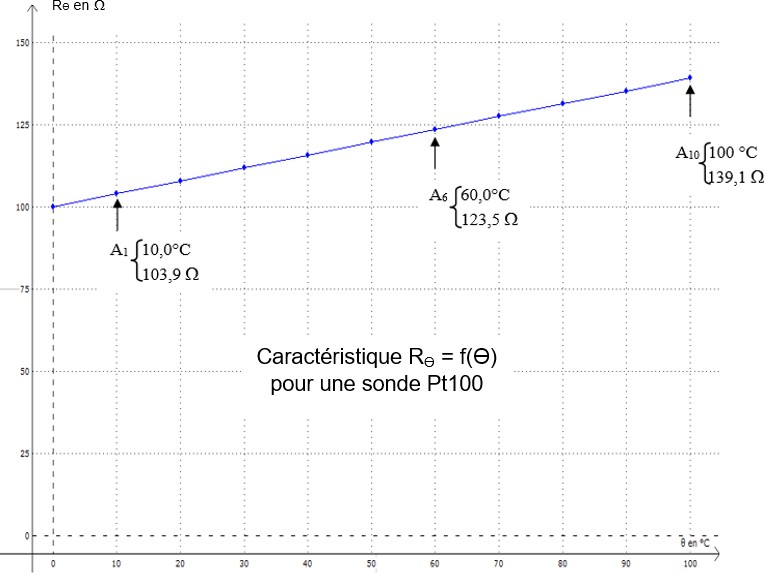 RΘ en Ω
150
125
100
75
50
25
0
A10 100 °C
139,1 Ω
A6 60,0°C
123,5 Ω
A1 10,0°C
103,9 Ω
Caractéristique RΘ = f(Θ)
pour une sonde Pt100
θ en °C
0 10 20 30 40 50 60 70 80 90 100